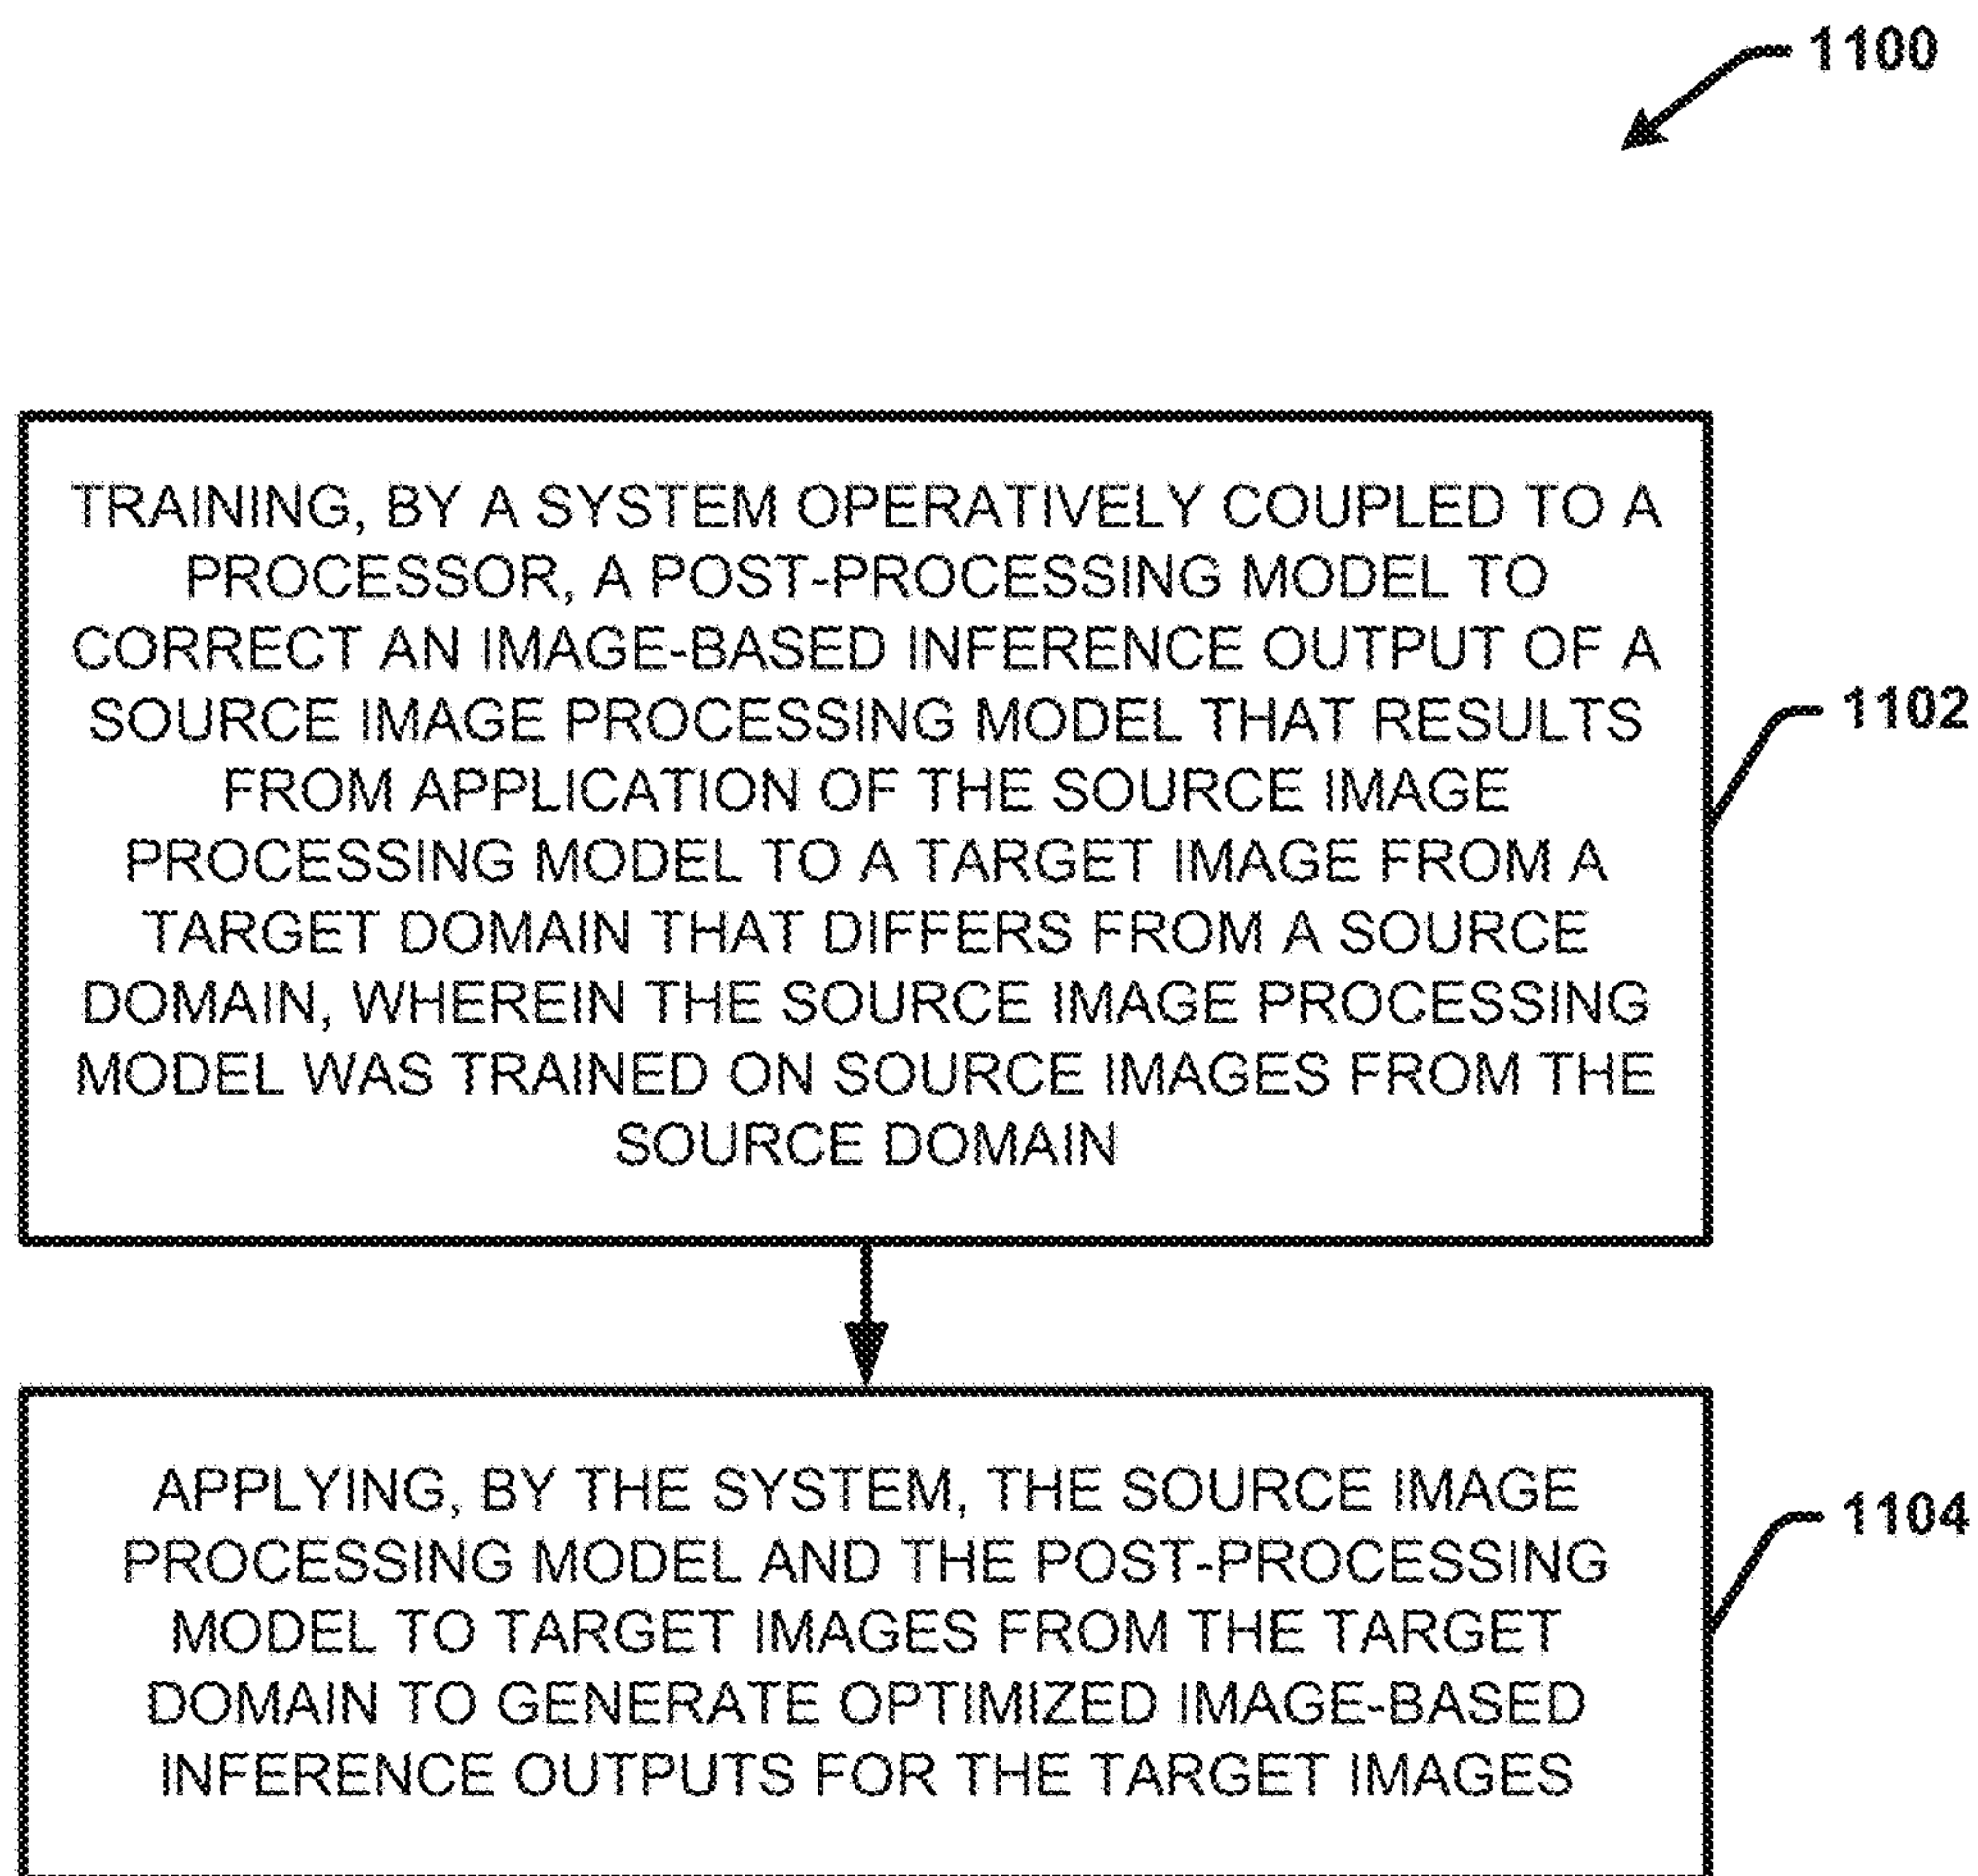 1100
TRAINING, BY A SYSTEM OPERATIVELY COUPLED TO A
PROCESSOR, A POST-PROCESSING MODEL TO
CORRECT AN IMAGE-BASED INFERENCE OUTPUT OF A
SOURCE IMAGE PROCESSING MODEL THAT RESULTS
FROM APPLICATION OF THE SOURCE IMAGE
PROCESSING MODEL TO A TARGET IMAGE FROM A
TARGET DOMAIN THAT DIFFERS FROM A SOURCE
DOMAIN, WHEREIN THE SOURCE IMAGE PROCESSING
MODEL WAS TRAINED ON SOURCE IMAGES FROM THE
SOURCE DOMAIN
1102
APPLYING, BY THE SYSTEM, THE SOURCE IMAGE
PROCESSING MODEL AND THE POST-PROCESSING
MODEL TO TARGET IMAGES FROM THE TARGET
DOMAIN TO GENERATE OPTIMIZED IMAGE-BASED
INFERENCE OUTPUTS FOR THE TARGET IMAGES
1104